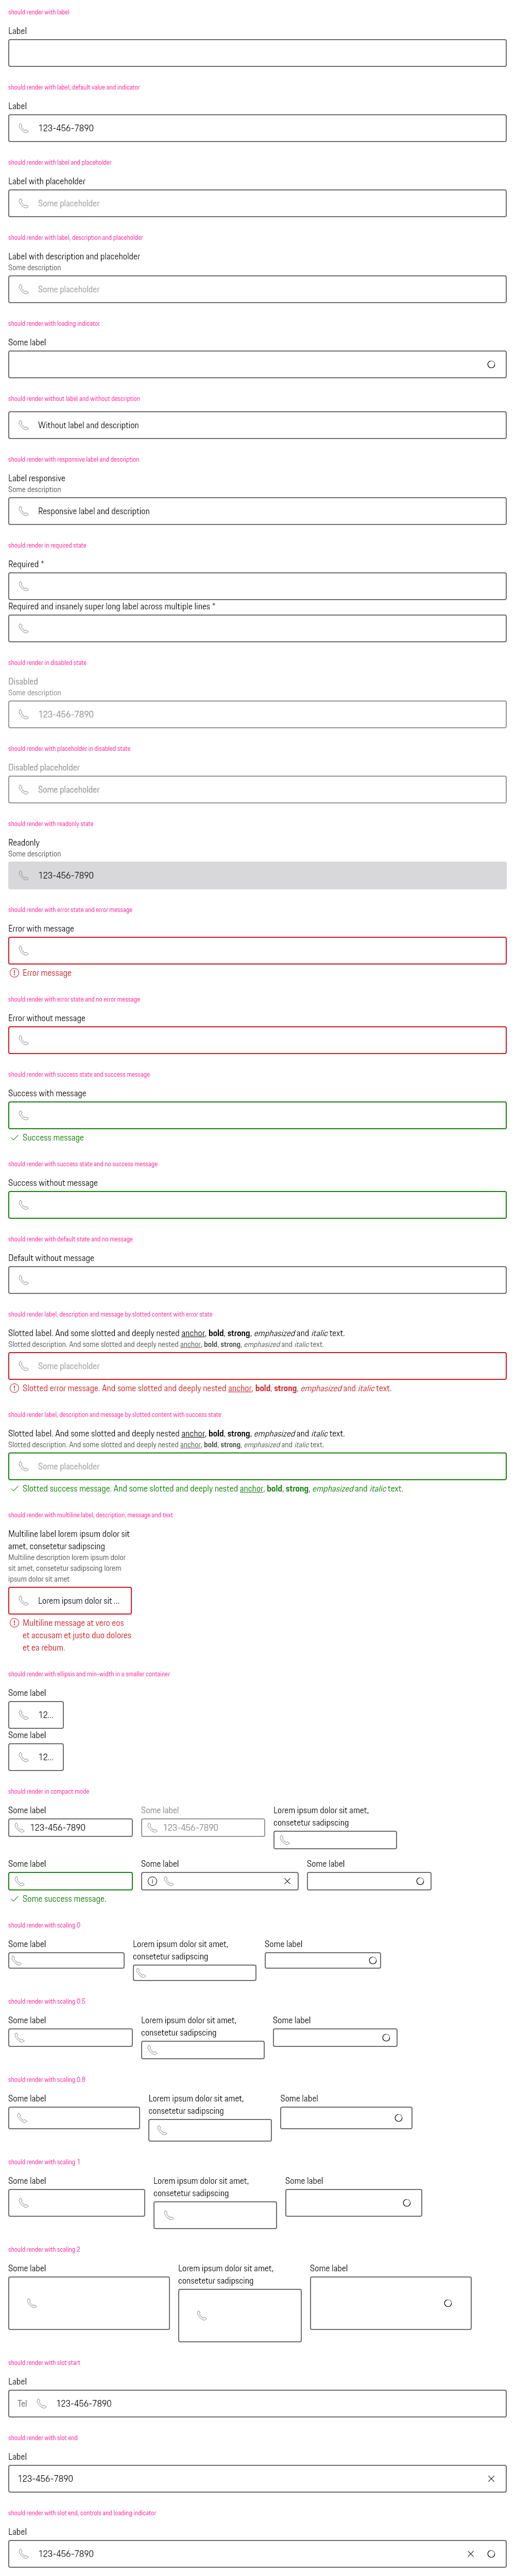 should render with label
Label
should render with label, default value and indicator
Label
123-456-7890
should render with label and placeholder
Label with placeholder
Some placeholder
should render with label, description and placeholder
Label with description and placeholder
Some description
Some placeholder
should render with loading indicator
Some label
should render without label and without description
Without label and description
should render with responsive label and description
Label responsive
Some description
Responsive label and description
should render in required state
Required *
Required and insanely super long label across multiple lines *
should render in disabled state
Disabled
Some description
123-456-7890
should render with placeholder in disabled state
Disabled placeholder
Some placeholder
should render with readonly state
Readonly
Some description
123-456-7890
should render with error state and error message
Error with message
Error message
should render with error state and no error message
Error without message
should render with success state and success message
Success with message
Success message
should render with success state and no success message
Success without message
should render with default state and no message
Default without message
should render label, description and message by slotted content with error state
Slotted label. And some slotted and deeply nested anchor, bold, strong, emphasized and italic text.
Slotted description. And some slotted and deeply nested anchor, bold, strong, emphasized and italic text.
Some placeholder
Slotted error message. And some slotted and deeply nested anchor, bold, strong, emphasized and italic text.
should render label, description and message by slotted content with success state
Slotted label. And some slotted and deeply nested anchor, bold, strong, emphasized and italic text.
Slotted description. And some slotted and deeply nested anchor, bold, strong, emphasized and italic text.
Some placeholder
Slotted success message. And some slotted and deeply nested anchor, bold, strong, emphasized and italic text.
should render with multiline label, description, message and text
Multiline label lorem ipsum dolor sit
amet, consetetur sadipscing
Multiline description lorem ipsum dolor
sit amet, consetetur sadipscing lorem
ipsum dolor sit amet
Lorem ipsum dolor sit ...
Multiline message at vero eos
et accusam et justo duo dolores
et ea rebum.
should render with ellipsis and min-width in a smaller container
Some label
12...
Some label
12...
should render in compact mode
Some label
123-456-7890
Some label
123-456-7890
Lorem ipsum dolor sit amet,
consetetur sadipscing
Some label
Some success message.
Some label
Some label
should render with scaling 0
Some label
Lorem ipsum dolor sit amet,
consetetur sadipscing
Some label
should render with scaling 0.5
Some label
Lorem ipsum dolor sit amet,
consetetur sadipscing
Some label
should render with scaling 0.8
Some label
Lorem ipsum dolor sit amet,
consetetur sadipscing
Some label
should render with scaling 1
Some label
Lorem ipsum dolor sit amet,
consetetur sadipscing
Some label
should render with scaling 2
Some label
Lorem ipsum dolor sit amet,
consetetur sadipscing
Some label
should render with slot start
Label
Tel 123-456-7890
should render with slot end
Label
123-456-7890
should render with slot end, controls and loading indicator
Label
123-456-7890